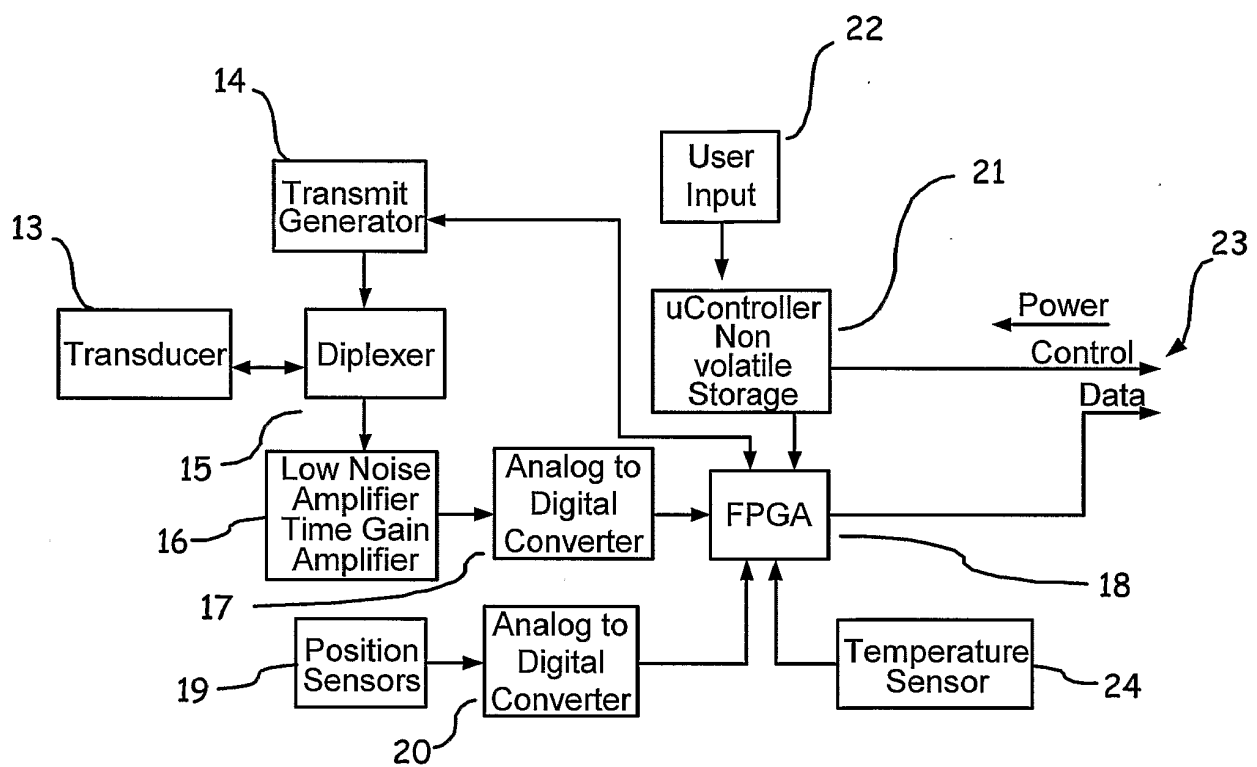 22
14
User
Input
21
Transmit
Generator
13
23
uController
Non
volatile
Storage
Power
Control
Data
Transducer
Diplexer
15
Low Noise
Amplifier
Time Gain
Amplifier
16
Analog to
Digital
Converter
FPGA
17
18
Position
Sensors
19
Analog to
Digital
Converter
20
Temperature
Sensor
24